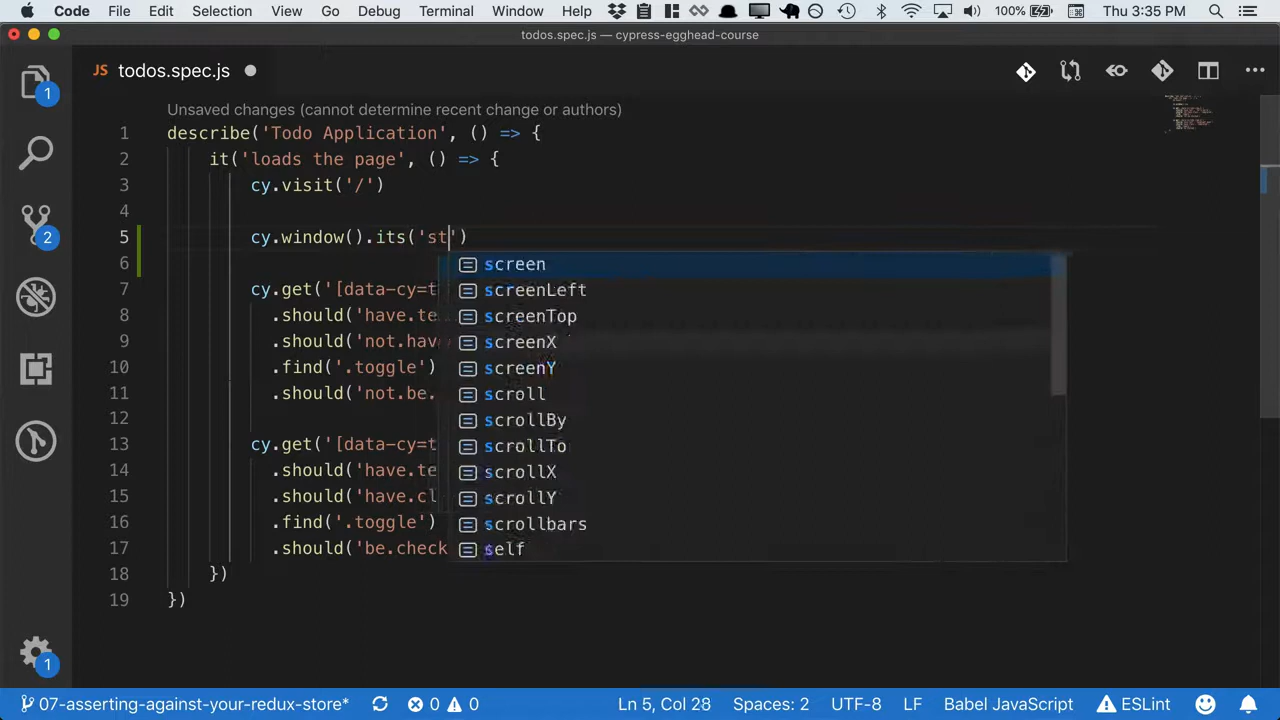 Code File Edit Selection View Go Debug Terminal Window Help 100% Thu 3:35 PM
todos.spec.js — cypress-egghead-course
JS todos.spec.js
1
2
1
Unsaved changes (cannot determine recent change or authors)
1 describe('Todo Application', () => {
2 it('loads the page', () => {
3 cy.visit('/')
4
5 cy.window().its('st')
6
7 cy.get('[data-cy=t
8 .should('have.te
9 .should('not.hav
10 .find('.toggle')
11 .should('not.be.
12
13 cy.get('[data-cy=t
14 .should('have.te
15 .should('have.cl
16 .find('.toggle')
17 .should('be.check
18 })
19 })
screen
screenLeft
screenTop
screenX
screenY
scroll
scrollBy
scrollTo
scrollX
scrollY
scrollbars
self
07-asserting-against-your-redux-store* 0 0 Ln 5, Col 28 Spaces: 2 UTF-8 LF Babel JavaScript ESLint